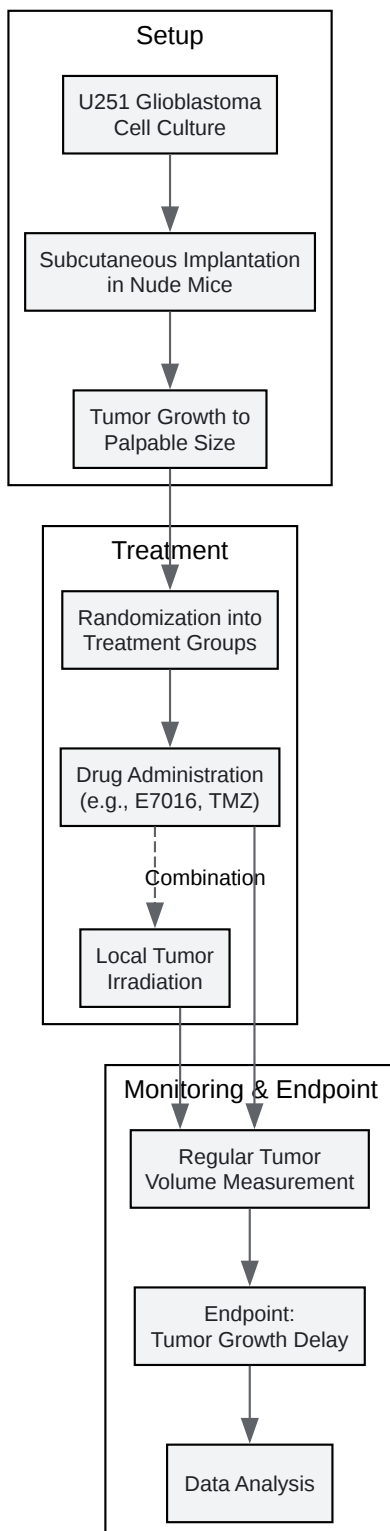 Setup
U251 Glioblastoma
Cell Culture
Subcutaneous Implantation
in Nude Mice
Tumor Growth to
Palpable Size
Treatment
Randomization into
Treatment Groups
Drug Administration
(e.g., E7016, TMZ)
Combination
Local Tumor
Irradiation
Monitoring & Endpoint
Regular Tumor
Volume Measurement
Endpoint:
Tumor Growth Delay
Data Analysis